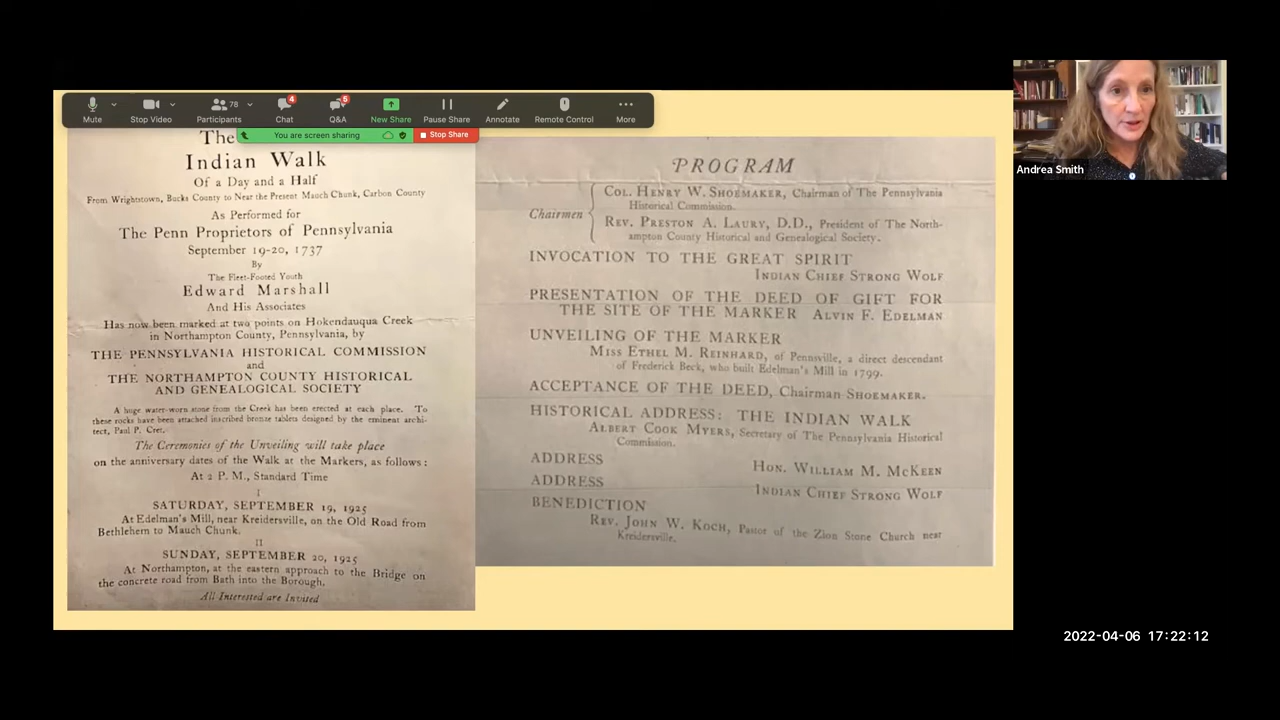 Mute
Stop Video
78
Participants
4
Chat
5
Q&A
New Share
Pause Share
Annotate
Remote Control
More
You are screen sharing
Stop Share
The
Indian Walk
Of a Day and a Half
From Wrightstown, Bucks County to Near the Present Mauch Chunk, Carbon County
As Performed for
The Penn Proprietors of Pennsylvania
September 19-20, 1737
By
The Fleet-Footed Youth
Edward Marshall
And His Associates
Has now been marked at two points on Hokendauqua Creek
in Northampton County, Pennsylvania, by
THE PENNSYLVANIA HISTORICAL COMMISSION
and
THE NORTHAMPTON COUNTY HISTORICAL
AND GENEALOGICAL SOCIETY
A huge water-worn stone from the Creek has been erected at each place. To
these rocks have been attached inscribed bronze tablets designed by the eminent archi-
tect, Paul P. Cret.
The Ceremonies of the Unveiling will take place
on the anniversary dates of the Walk at the Markers, as follows:
At 2 P. M., Standard Time
I
SATURDAY, SEPTEMBER 19, 1925
At Edelman's Mill, near Kreidersville, on the Old Road from
Bethlehem to Mauch Chunk.
II
SUNDAY, SEPTEMBER 20, 1925
At Northampton, at the eastern approach to the Bridge on
the concrete road from Bath into the Borough.
All Interested are Invited
PROGRAM
Chairmen
COL. HENRY W. SHOEMAKER, Chairman of The Pennsylvania
Historical Commission.
REV. PRESTON A. LAURY, D.D., President of The North-
ampton County Historical and Genealogical Society.
INVOCATION TO THE GREAT SPIRIT
INDIAN CHIEF STRONG WOLF
PRESENTATION OF THE DEED OF GIFT FOR
THE SITE OF THE MARKER ALVIN F. EDELMAN
UNVEILING OF THE MARKER
MISS ETHEL M. REINHARD, of Pennsville, a direct descendant
of Frederick Beck, who built Edelman's Mill in 1799.
ACCEPTANCE OF THE DEED, Chairman SHOEMAKER.
HISTORICAL ADDRESS: THE INDIAN WALK
ALBERT COOK MYERS, Secretary of The Pennsylvania Historical
Commission.
ADDRESS HON. WILLIAM M. MCKEEN
ADDRESS INDIAN CHIEF STRONG WOLF
BENEDICTION
REV. JOHN W. KOCH, Pastor of the Zion Stone Church near
Kreidersville.
Andrea Smith
2022-04-06 17:22:12